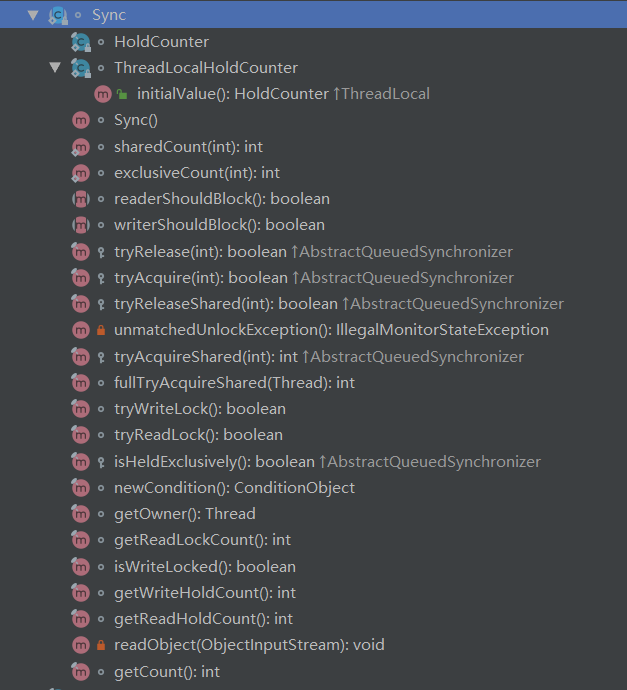 Sync
HoldCounter
ThreadLocalHoldCounter
initialValue(): HoldCounter ↑ThreadLocal
Sync()
sharedCount(int): int
exclusiveCount(int): int
readerShouldBlock(): boolean
writerShouldBlock(): boolean
tryRelease(int): boolean ↑AbstractQueuedSynchronizer
tryAcquire(int): boolean ↑AbstractQueuedSynchronizer
tryReleaseShared(int): boolean ↑AbstractQueuedSynchronizer
unmatchedUnlockException(): IllegalMonitorStateException
tryAcquireShared(int): int ↑AbstractQueuedSynchronizer
fullTryAcquireShared(Thread): int
tryWriteLock(): boolean
tryReadLock(): boolean
isHeldExclusively(): boolean ↑AbstractQueuedSynchronizer
newCondition(): ConditionObject
getOwner(): Thread
getReadLockCount(): int
isWriteLocked(): boolean
getWriteHoldCount(): int
getReadHoldCount(): int
readObject(ObjectInputStream): void
getCount(): int